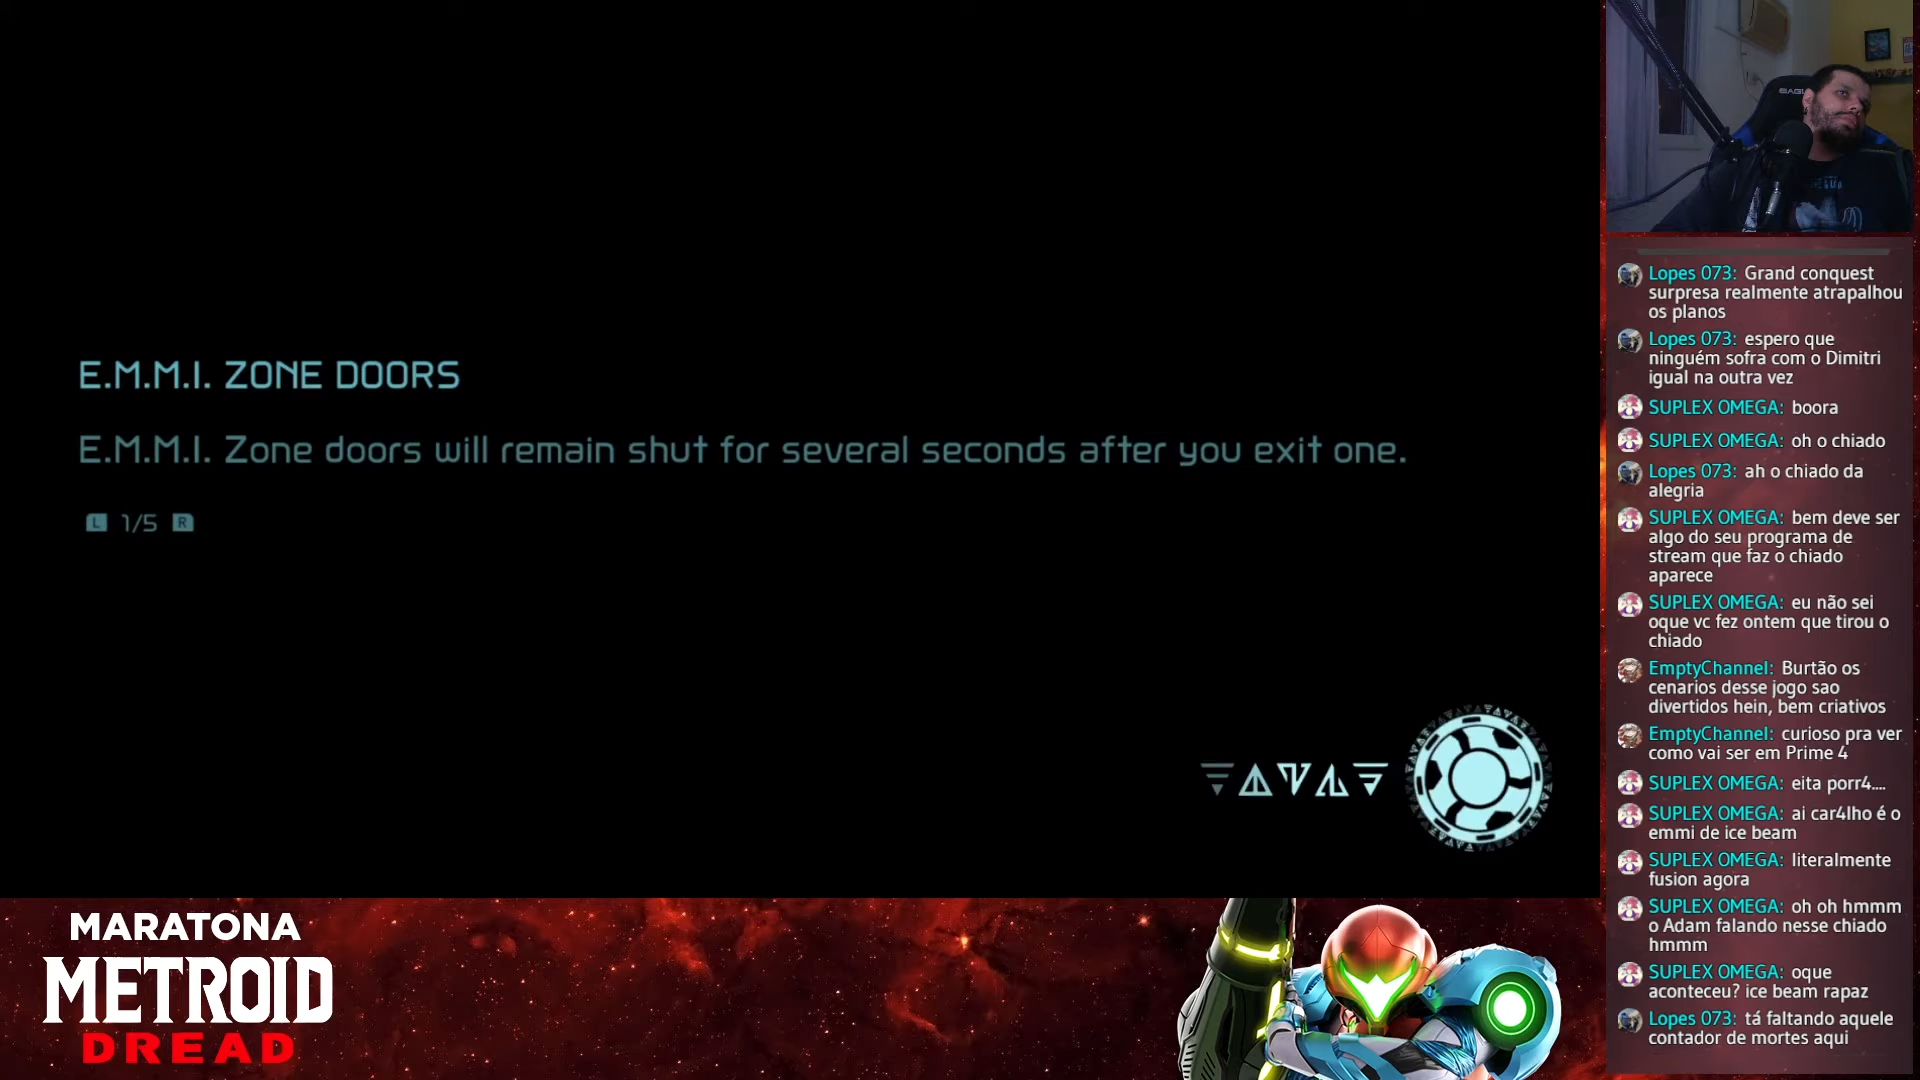 E.M.M.I. ZONE DOORS
E.M.M.I. Zone doors will remain shut for several seconds after you exit one.
L 1/5 R
MARATONA
METROID
DREAD
Lopes 073: Grand conquest
surpresa realmente atrapalhou
os planos
Lopes 073: espero que
ninguém sofra com o Dimitri
igual na outra vez
SUPLEX OMEGA: boora
SUPLEX OMEGA: oh o chiado
Lopes 073: ah o chiado da
alegria
SUPLEX OMEGA: bem deve ser
algo do seu programa de
stream que faz o chiado
aparece
SUPLEX OMEGA: eu não sei
oque vc fez ontem que tirou o
chiado
EmptyChannel: Burtão os
cenarios desse jogo sao
divertidos hein, bem criativos
EmptyChannel: curioso pra ver
como vai ser em Prime 4
SUPLEX OMEGA: eita porr4....
SUPLEX OMEGA: ai car4lho é o
emmi de ice beam
SUPLEX OMEGA: literalmente
fusion agora
SUPLEX OMEGA: oh oh hmmm
o Adam falando nesse chiado
hmmm
SUPLEX OMEGA: oque
aconteceu? ice beam rapaz
Lopes 073: tá faltando aquele
contador de mortes aqui